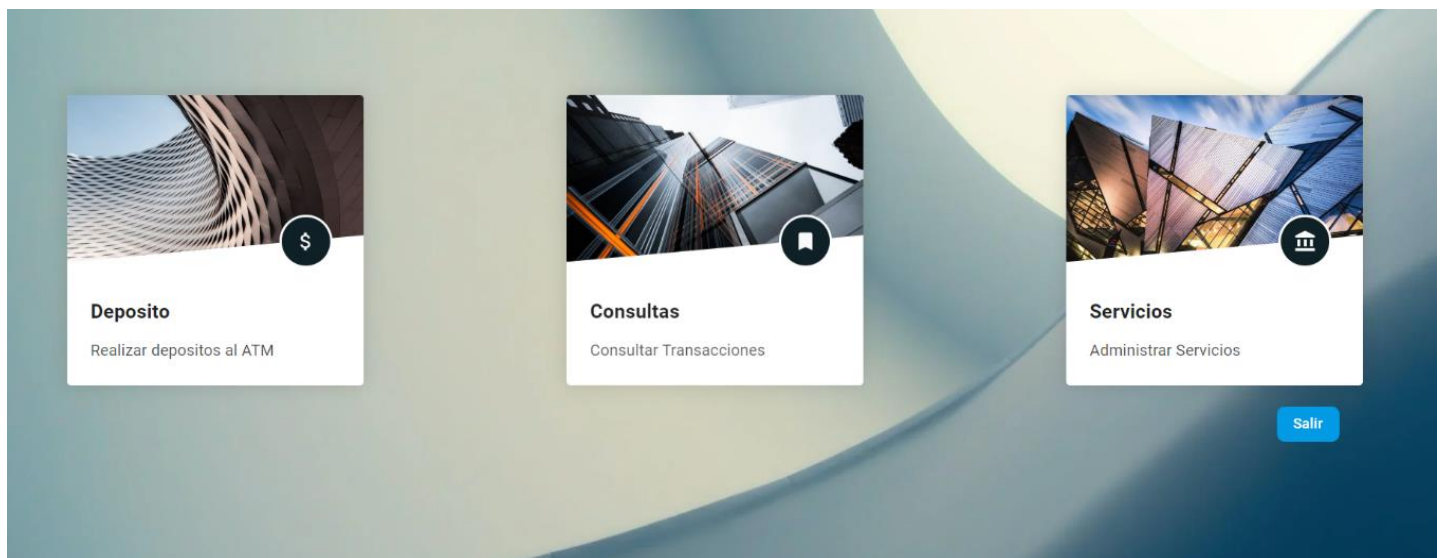 Deposito
Realizar depositos al ATM
Consultas
Consultar Transacciones
Servicios
Administrar Servicios
Salir